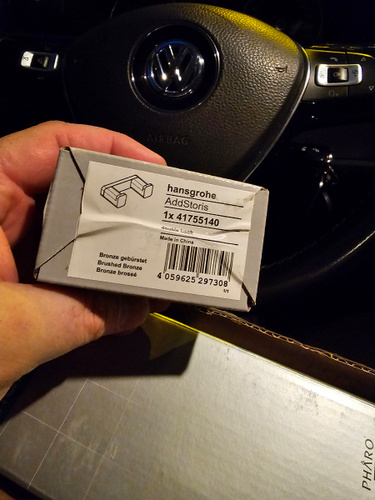 AIRBAG
hansgrohe
AddStoris
1x 41755140
Made in China
Bronze gebürstet
Brushed Bronze
Bronze brossé
4 059625 297308
PHARO